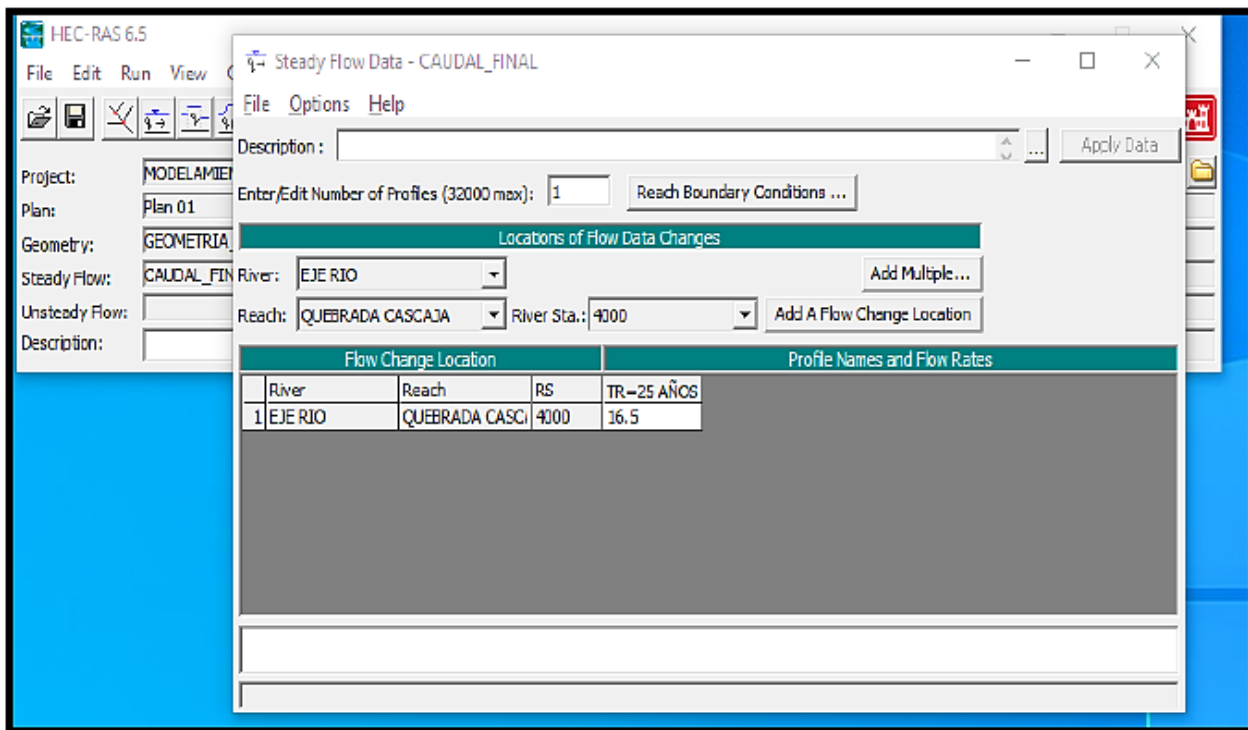 HEC-RAS 6.5
File Edit Run View
Project: MODELAMIEN
Plan: Plan 01
Geometry: GEOMETRIA_
Steady Flow: CAUDAL_FIN
Unsteady Flow:
Description:
Steady Flow Data - CAUDAL_FINAL
File Options Help
Description : ... Apply Data
Enter/Edit Number of Profiles (32000 max): 1 Reach Boundary Conditions ...
Locations of Flow Data Changes
River: EJE RIO Add Multiple...
Reach: QUEBRADA CASCAJA River Sta.: 4000 Add A Flow Change Location
Flow Change Location Profile Names and Flow Rates
River Reach RS TR=25 AÑOS
1 EJE RIO QUEBRADA CASCA 4000 16.5